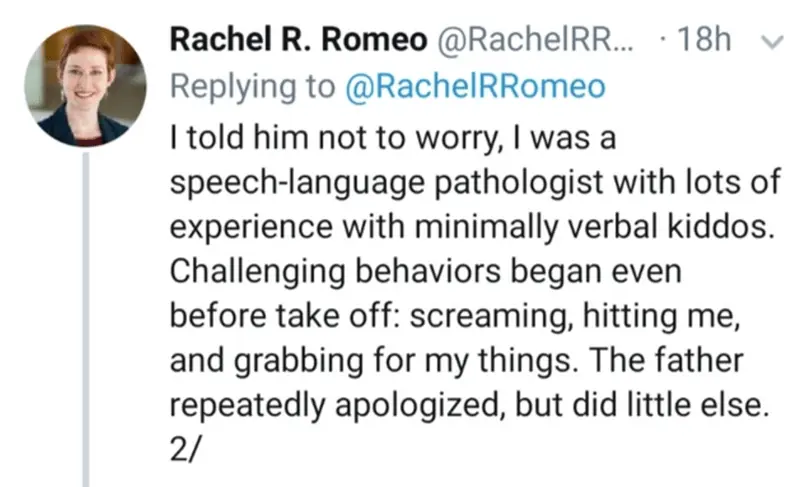 Rachel R. Romeo @RachelRR... · 18h
Replying to @RachelRRomeo
I told him not to worry, I was a
speech-language pathologist with lots of
experience with minimally verbal kiddos.
Challenging behaviors began even
before take off: screaming, hitting me,
and grabbing for my things. The father
repeatedly apologized, but did little else.
2/